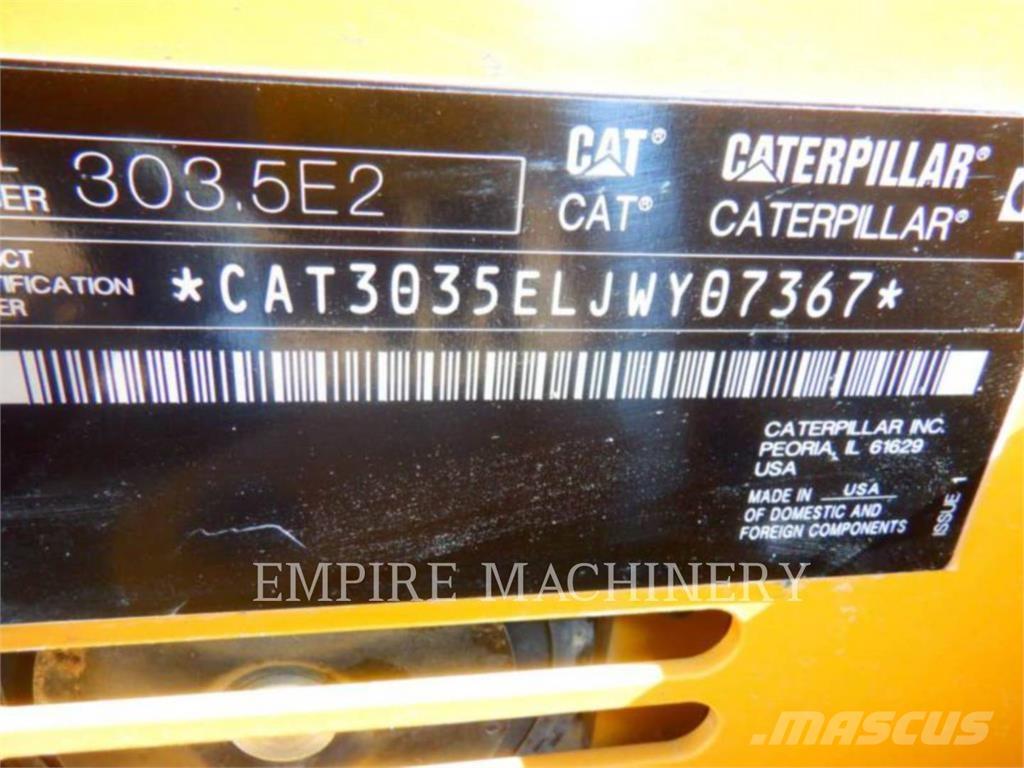 303.5E2
CAT® CATERPILLAR®
CAT® CATERPILLAR®
*CAT3035ELJWY07367*
CATERPILLAR INC.
PEORIA, IL 61629
USA
MADE IN USA
OF DOMESTIC AND
FOREIGN COMPONENTS
ISSUE 1
EMPIRE MACHINERY
MASCUS